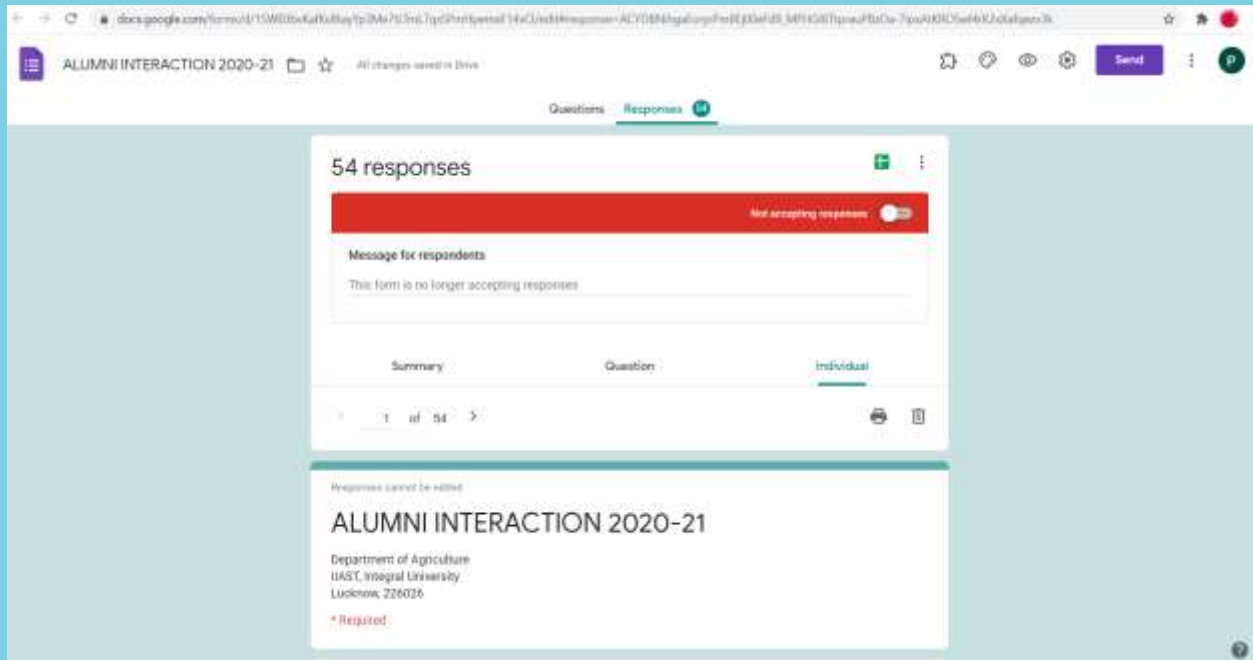 ALUMNI INTERACTION 2020-21 All changes saved in Drive Send P
Questions Responses 54
54 responses
Not accepting responses
Message for respondents
This form is no longer accepting responses
Summary Question Individual
1 of 54
Responses cannot be edited
ALUMNI INTERACTION 2020-21
Department of Agriculture
IIAST, Integral University
Lucknow, 226026
* Required